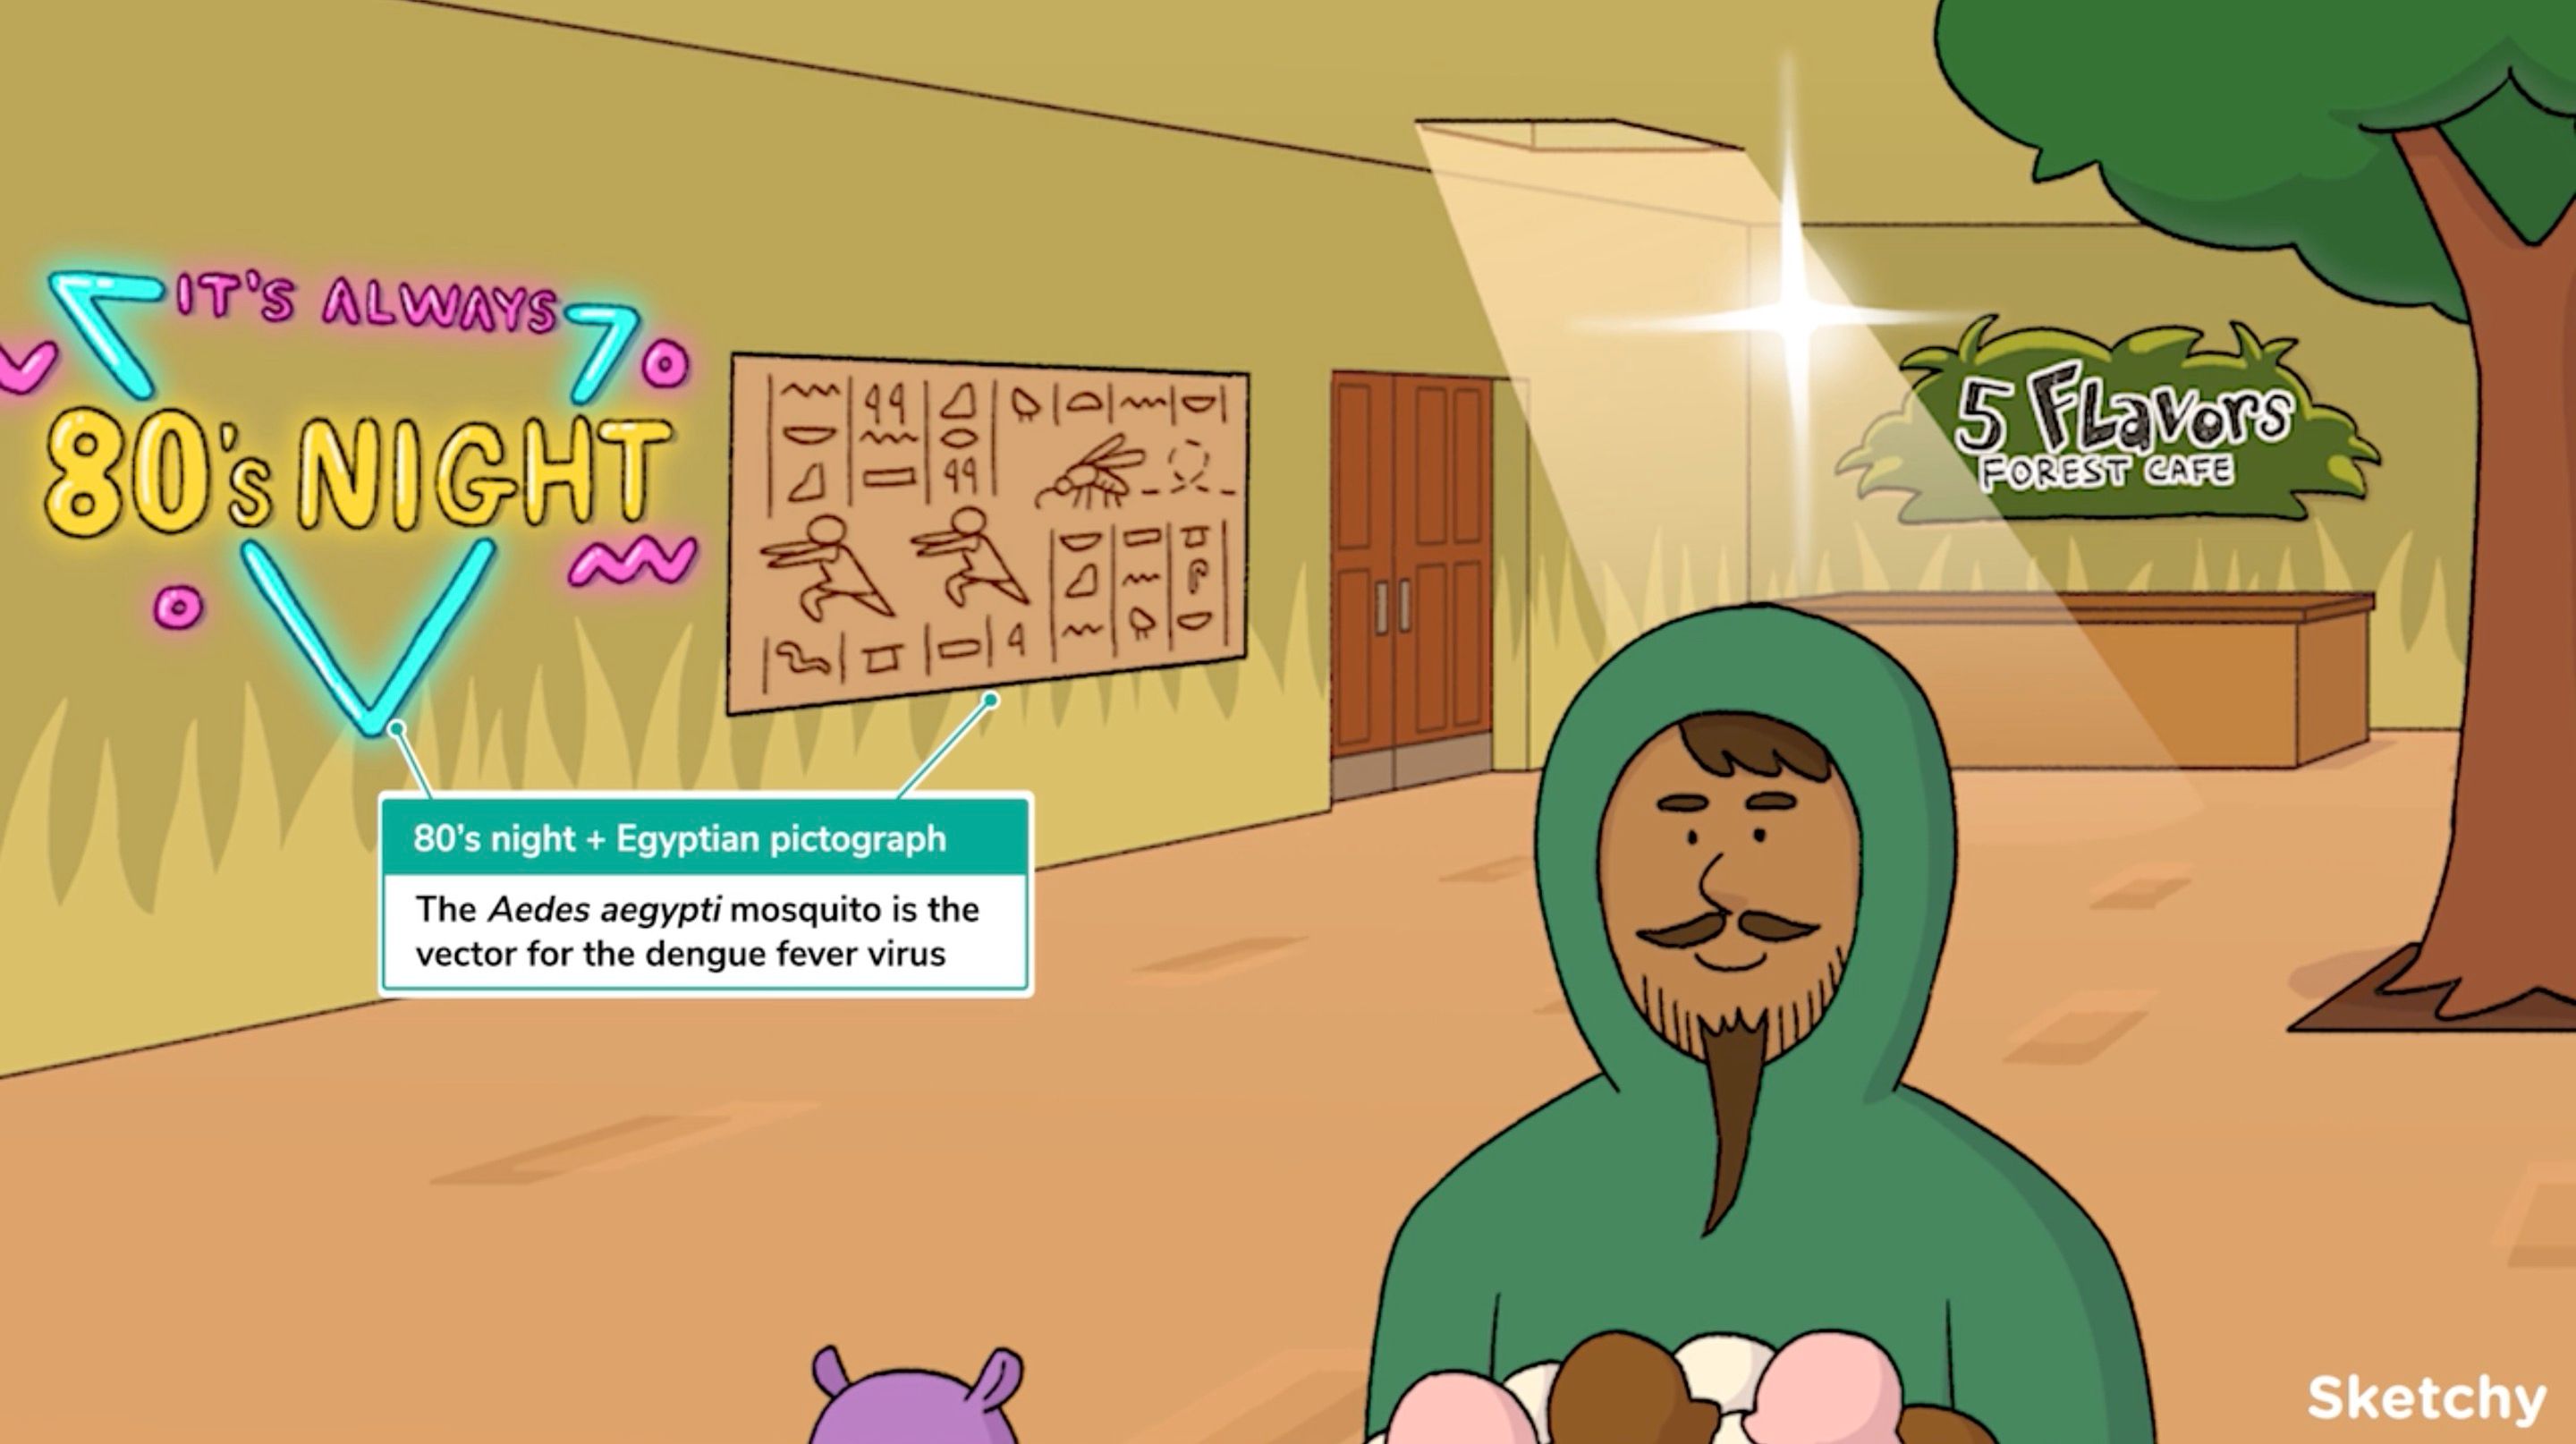 IT'S ALWAYS
80's NIGHT
5 FLavors
FOREST CAFE
80's night + Egyptian pictograph
The Aedes aegypti mosquito is the
vector for the dengue fever virus
Sketchy